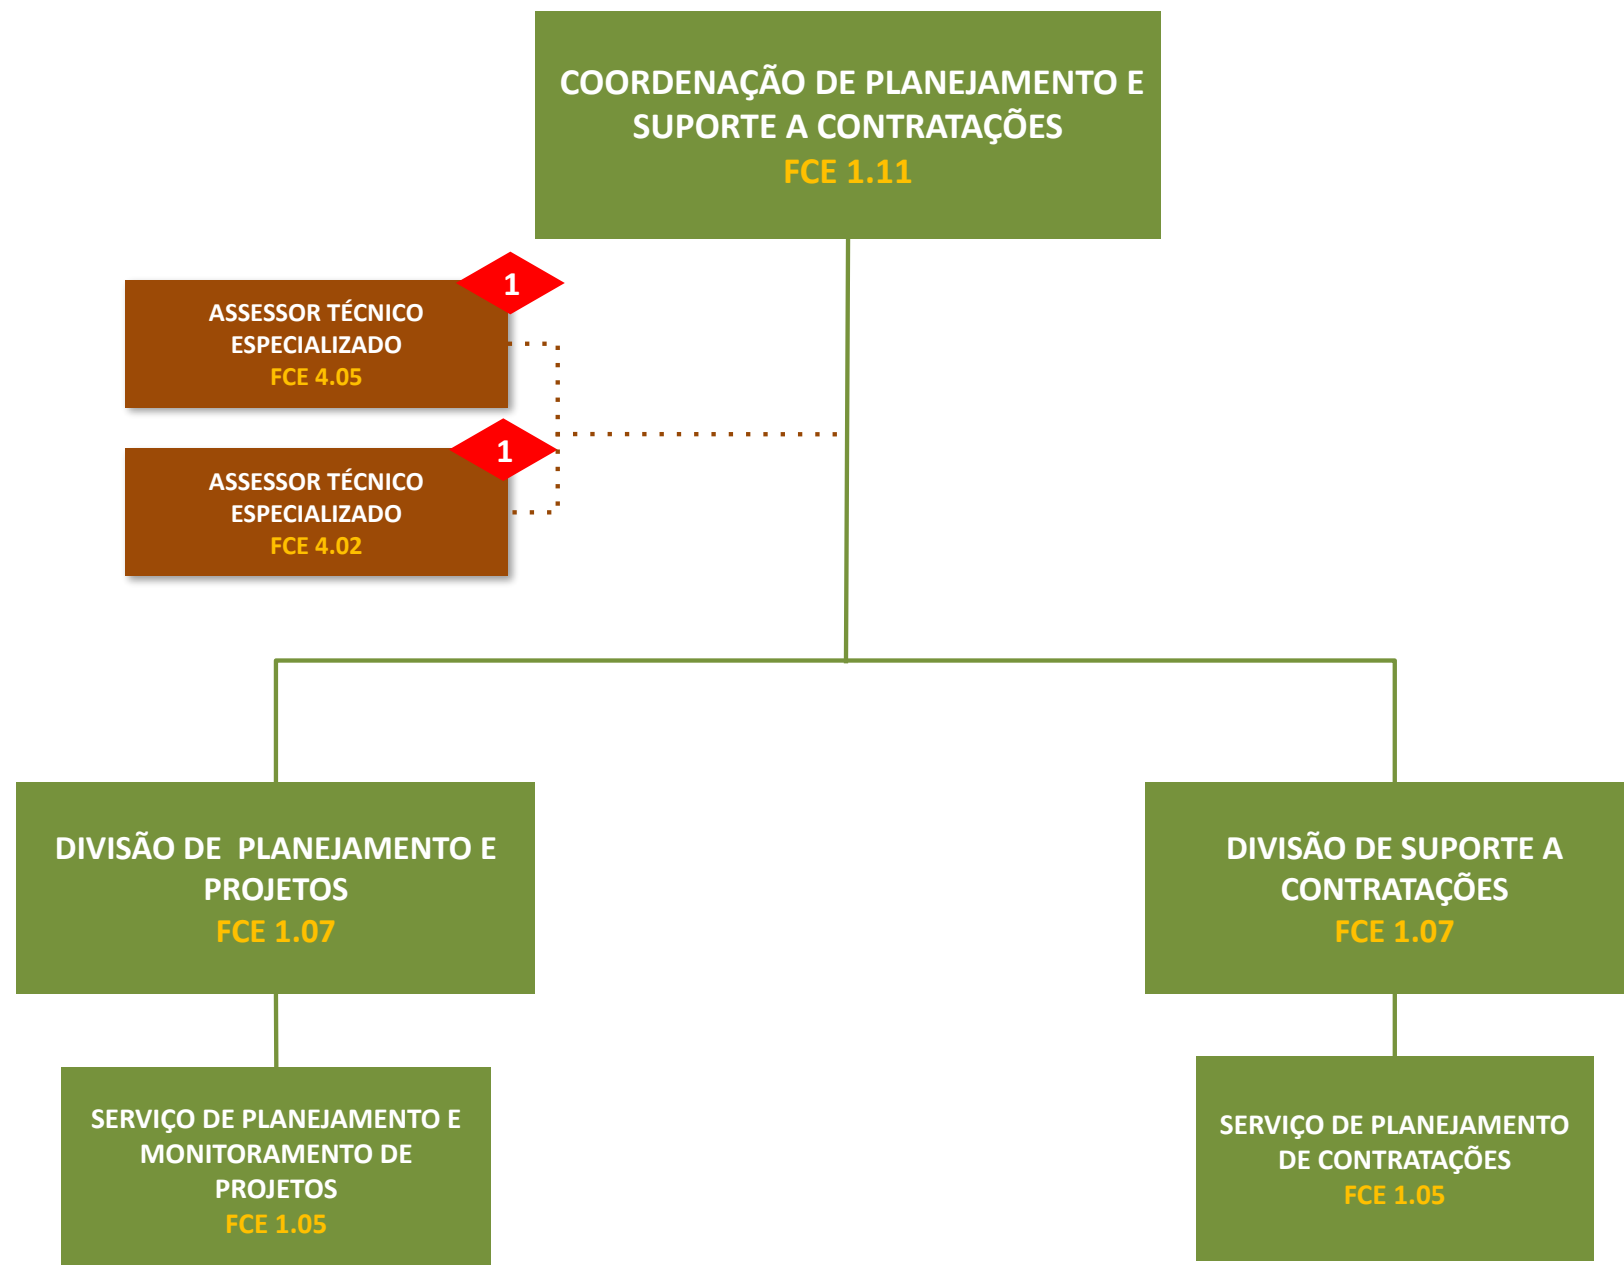 COORDENAÇÃO DE PLANEJAMENTO E
SUPORTE A CONTRATAÇÕES
FCE 1.11
1
ASSESSOR TÉCNICO
ESPECIALIZADO
FCE 4.05
1
ASSESSOR TÉCNICO
ESPECIALIZADO
FCE 4.02
DIVISÃO DE PLANEJAMENTO E
PROJETOS
FCE 1.07
DIVISÃO DE SUPORTE A
CONTRATAÇÕES
FCE 1.07
SERVIÇO DE PLANEJAMENTO E
MONITORAMENTO DE
PROJETOS
FCE 1.05
SERVIÇO DE PLANEJAMENTO
DE CONTRATAÇÕES
FCE 1.05